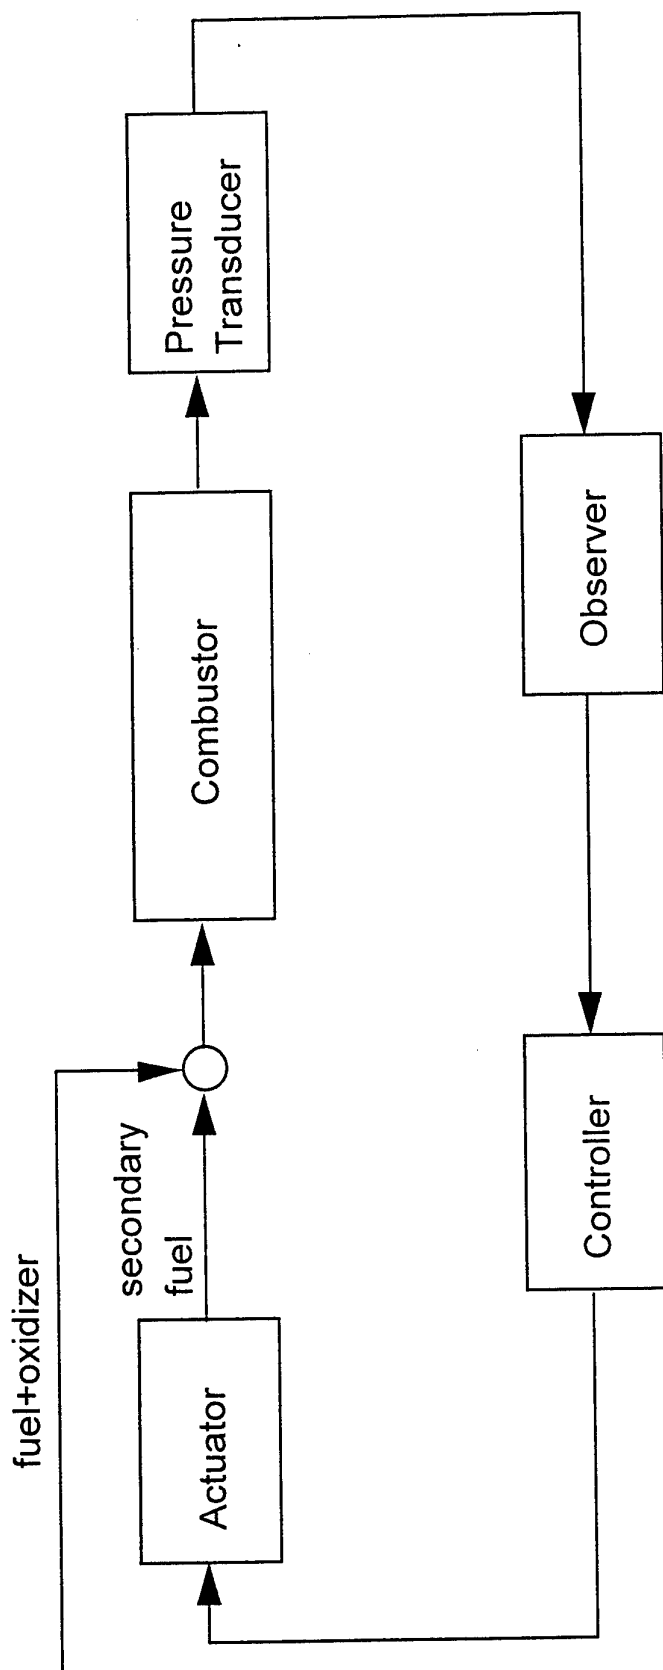 fuel+oxidizer
secondary
fuel
Actuator
Combustor
Pressure
Transducer
Controller
Observer